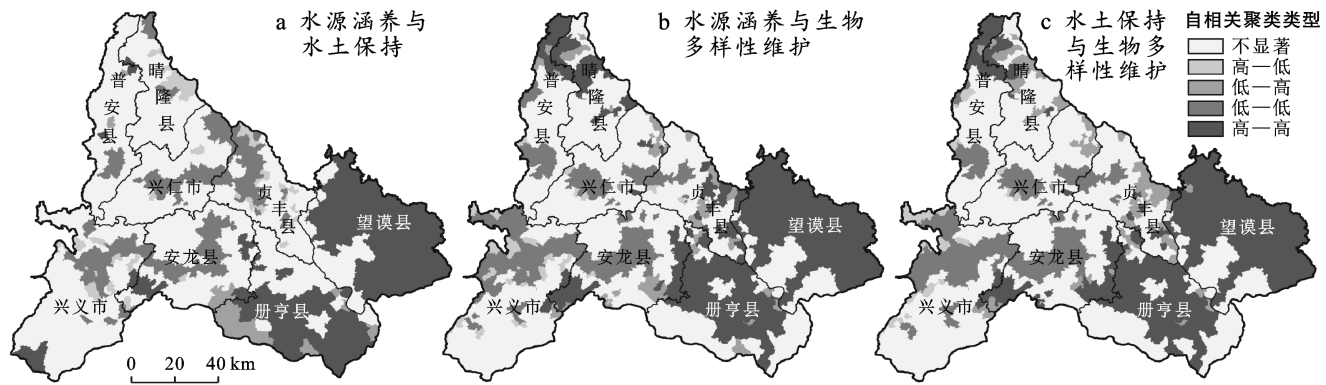 a 水源涵养与
水土保持
普安县
晴隆县
兴仁市
贞丰县
望谟县
安龙县
兴义市
册亨县
0 20 40 km
b 水源涵养与生物
多样性维护
普安县
晴隆县
兴仁市
贞丰县
望谟县
安龙县
兴义市
册亨县
c 水土保持
与生物多
样性维护
普安县
晴隆县
兴仁市
贞丰县
望谟县
安龙县
兴义市
册亨县
自相关聚类类型
不显著
高—低
低—高
低—低
高—高